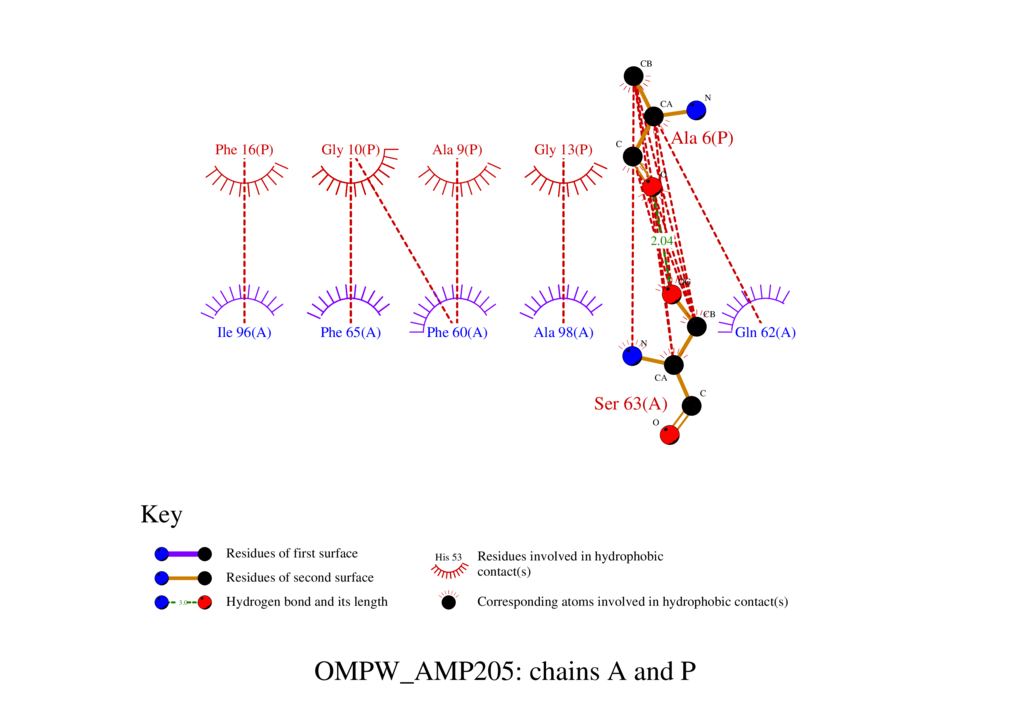 CB
N
CA
Ala 6(P)
C
Phe 16(P) Gly 10(P) Ala 9(P) Gly 13(P)
2.04
CB
Ile 96(A) Phe 65(A) Phe 60(A) Ala 98(A) Gln 62(A)
N
CA
C
Ser 63(A)
O
Key
Residues of first surface
Residues of second surface
3.0
Hydrogen bond and its length
His 53
Residues involved in hydrophobic
contact(s)
Corresponding atoms involved in hydrophobic contact(s)
OMPW_AMP205: chains A and P